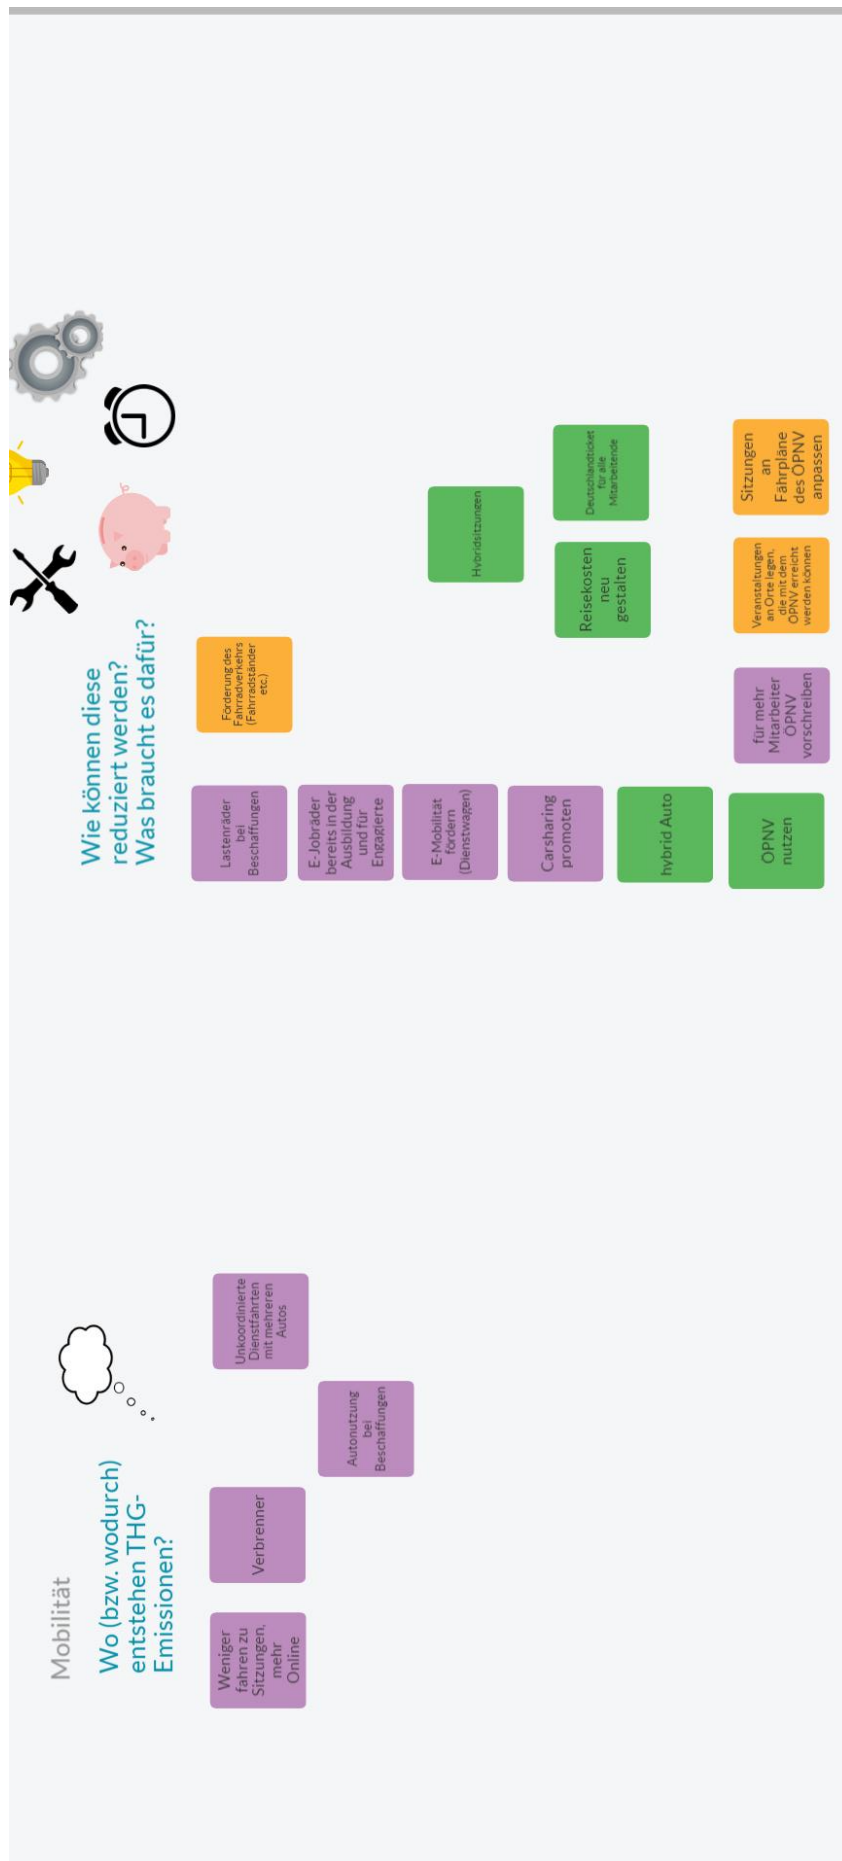 Mobilität
Wo (bzw. wodurch)
entstehen THG-
Emissionen?
Weniger
fahren zu
Sitzungen,
mehr
Online
Verbrenner
Autonutzung
bei
Beschaffungen
Unkoordinierte
Dienstfahrten
mit mehreren
Autos
Wie können diese
reduziert werden?
Was braucht es dafür?
Lastenräder
bei
Beschaffungen
Förderung des
Fahrradverkehrs
(Fahrradständer
etc.)
E-Jobräder
bereits in der
Ausbildung
und für
Engagierte
E-Mobilität
fördern
(Dienstwagen)
Hybridsitzungen
Carsharing
promoten
Reisekosten
neu
gestalten
Deutschlandticket
für alle
Mitarbeitende
hybrid Auto
ÖPNV
nutzen
für mehr
Mitarbeiter
ÖPNV
vorschreiben
Veranstaltungen
an Orte legen,
die mit dem
ÖPNV erreicht
werden können
Sitzungen
an
Fährpläne
des ÖPNV
anpassen